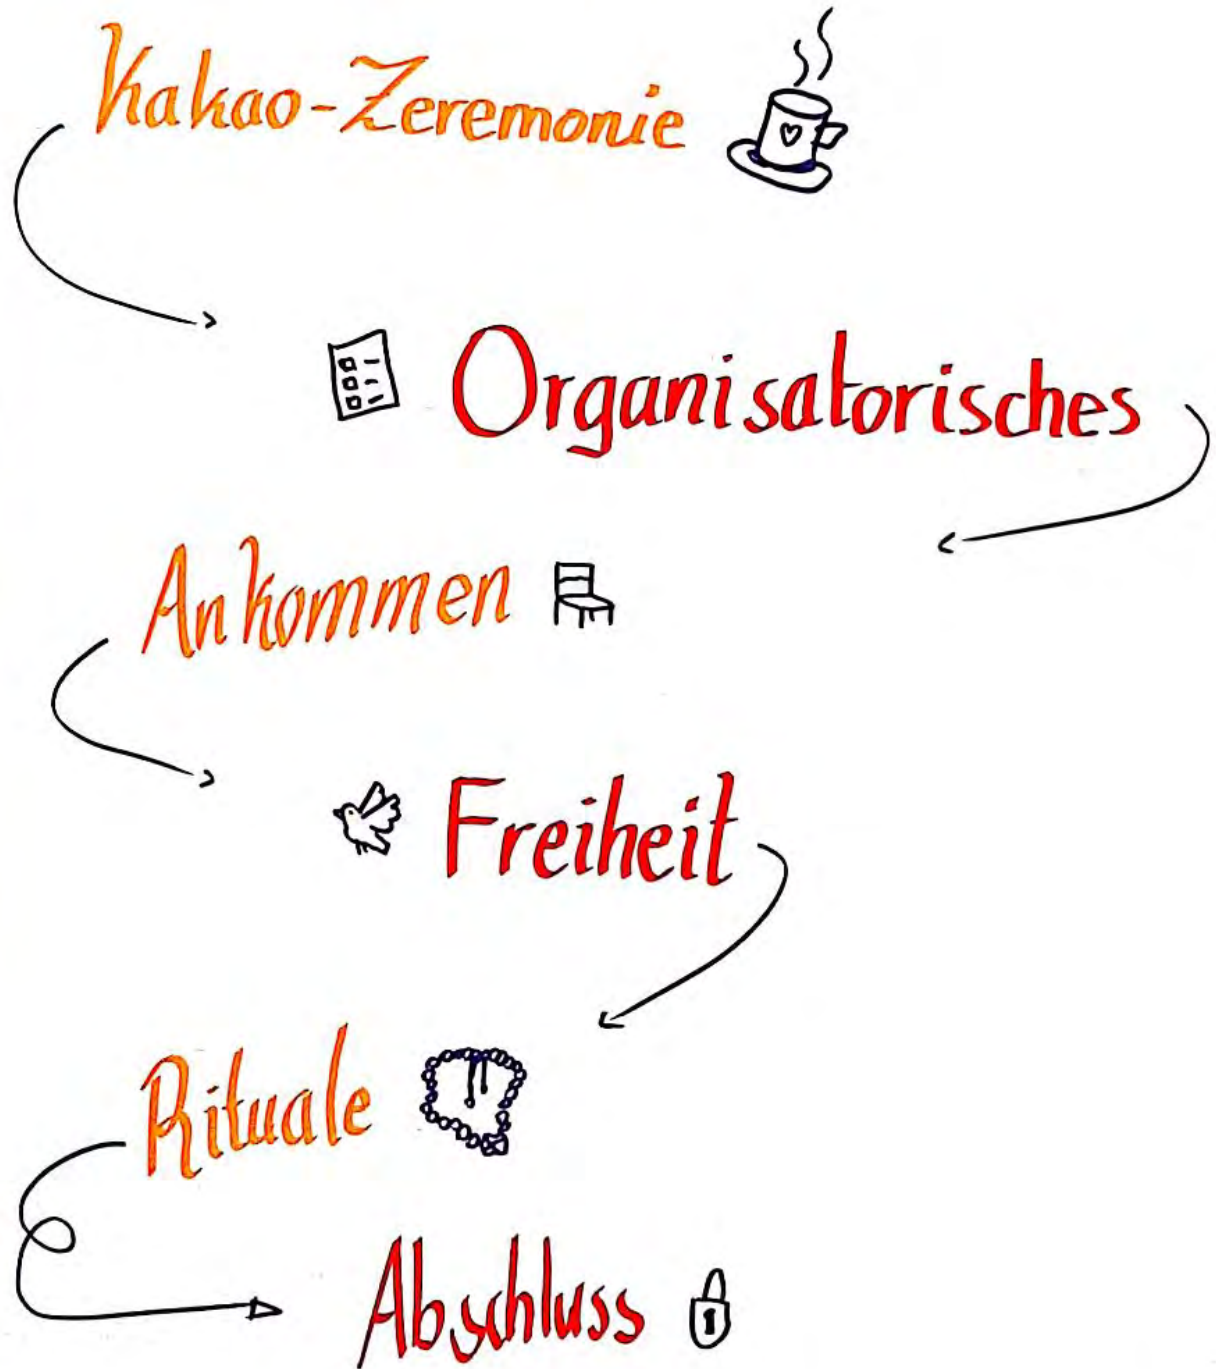 Kakao-Zeremonie
Organisatorisches
Ankommen
Freiheit
Rituale
Abschluss